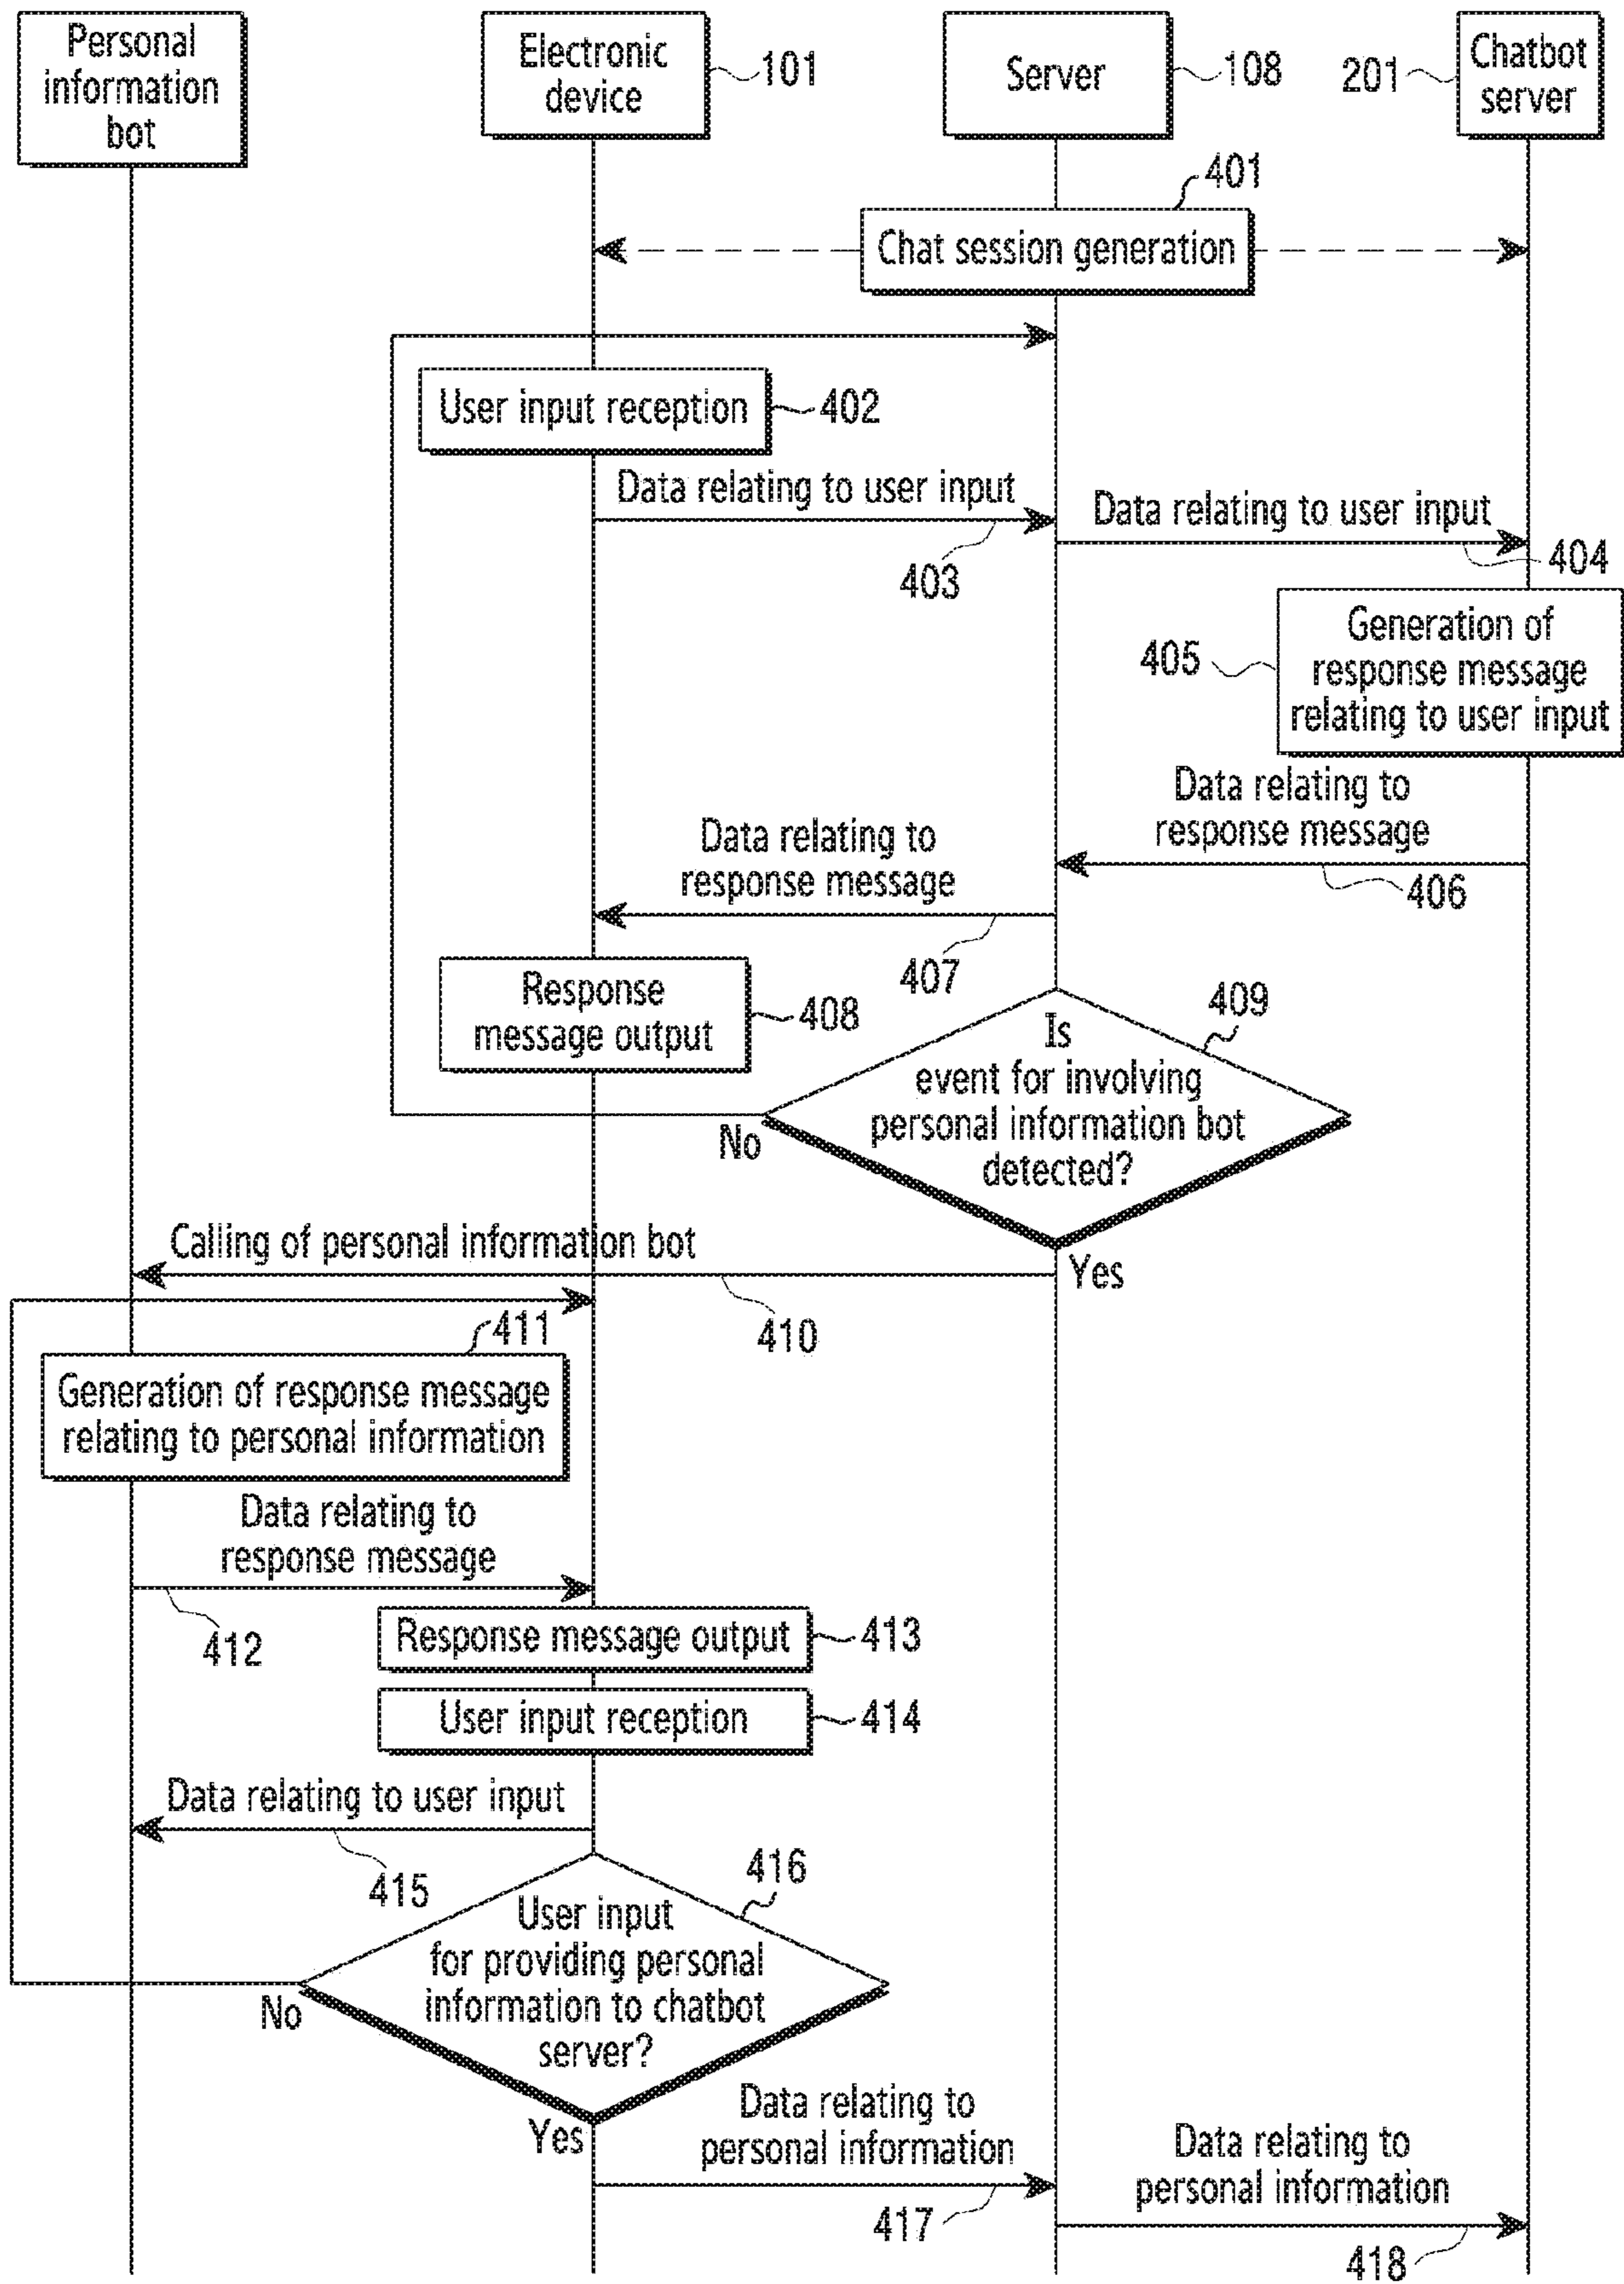 Personal
information
bot
Electronic
device
101
Server
108
201
Chatbot
server
401
Chat session generation
User input reception
402
Data relating to user input
403
Data relating to user input
404
405
Generation of
response message
relating to user input
Data relating to
response message
406
Data relating to
response message
407
Response
message output
408
409
Is
event for involving
personal information bot
detected?
No
Yes
Calling of personal information bot
410
411
Generation of response message
relating to personal information
Data relating to
response message
412
Response message output
413
User input reception
414
Data relating to user input
415
416
User input
for providing personal
information to chatbot
server?
No
Yes
Data relating to
personal information
417
Data relating to
personal information
418